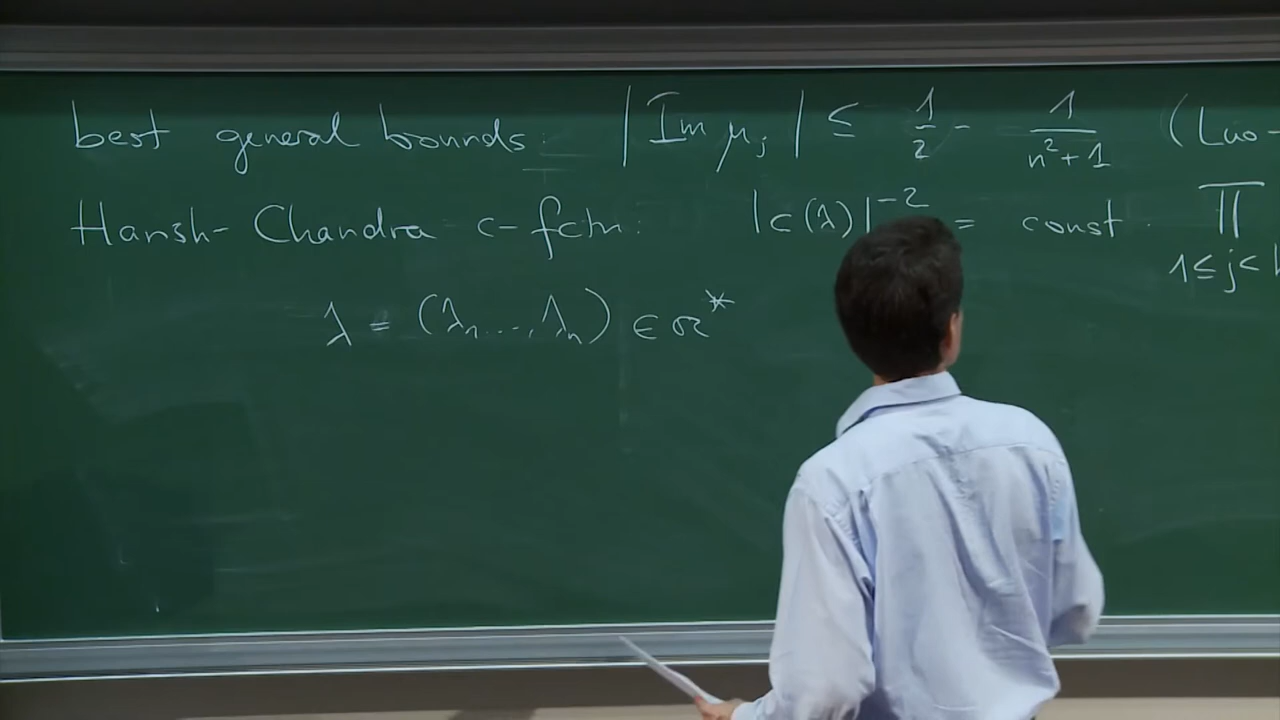 best general bounds: | Im μ_j | ≤ 1/2 - 1/(n²+1) (Luo-
Harish-Chandra c-fctn: |c(λ)|^{-2} = const · ∏_{1≤j<k
λ = (λ_1, ..., λ_n) ∈ 𝔞*